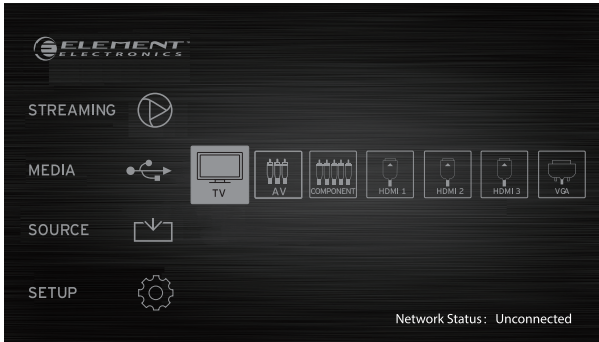 ELEMENT
ELECTRONICS
STREAMING
MEDIA
TV
AV
COMPONENT
HDMI 1
HDMI 2
HDMI 3
VGA
SOURCE
SETUP
Network Status : Unconnected